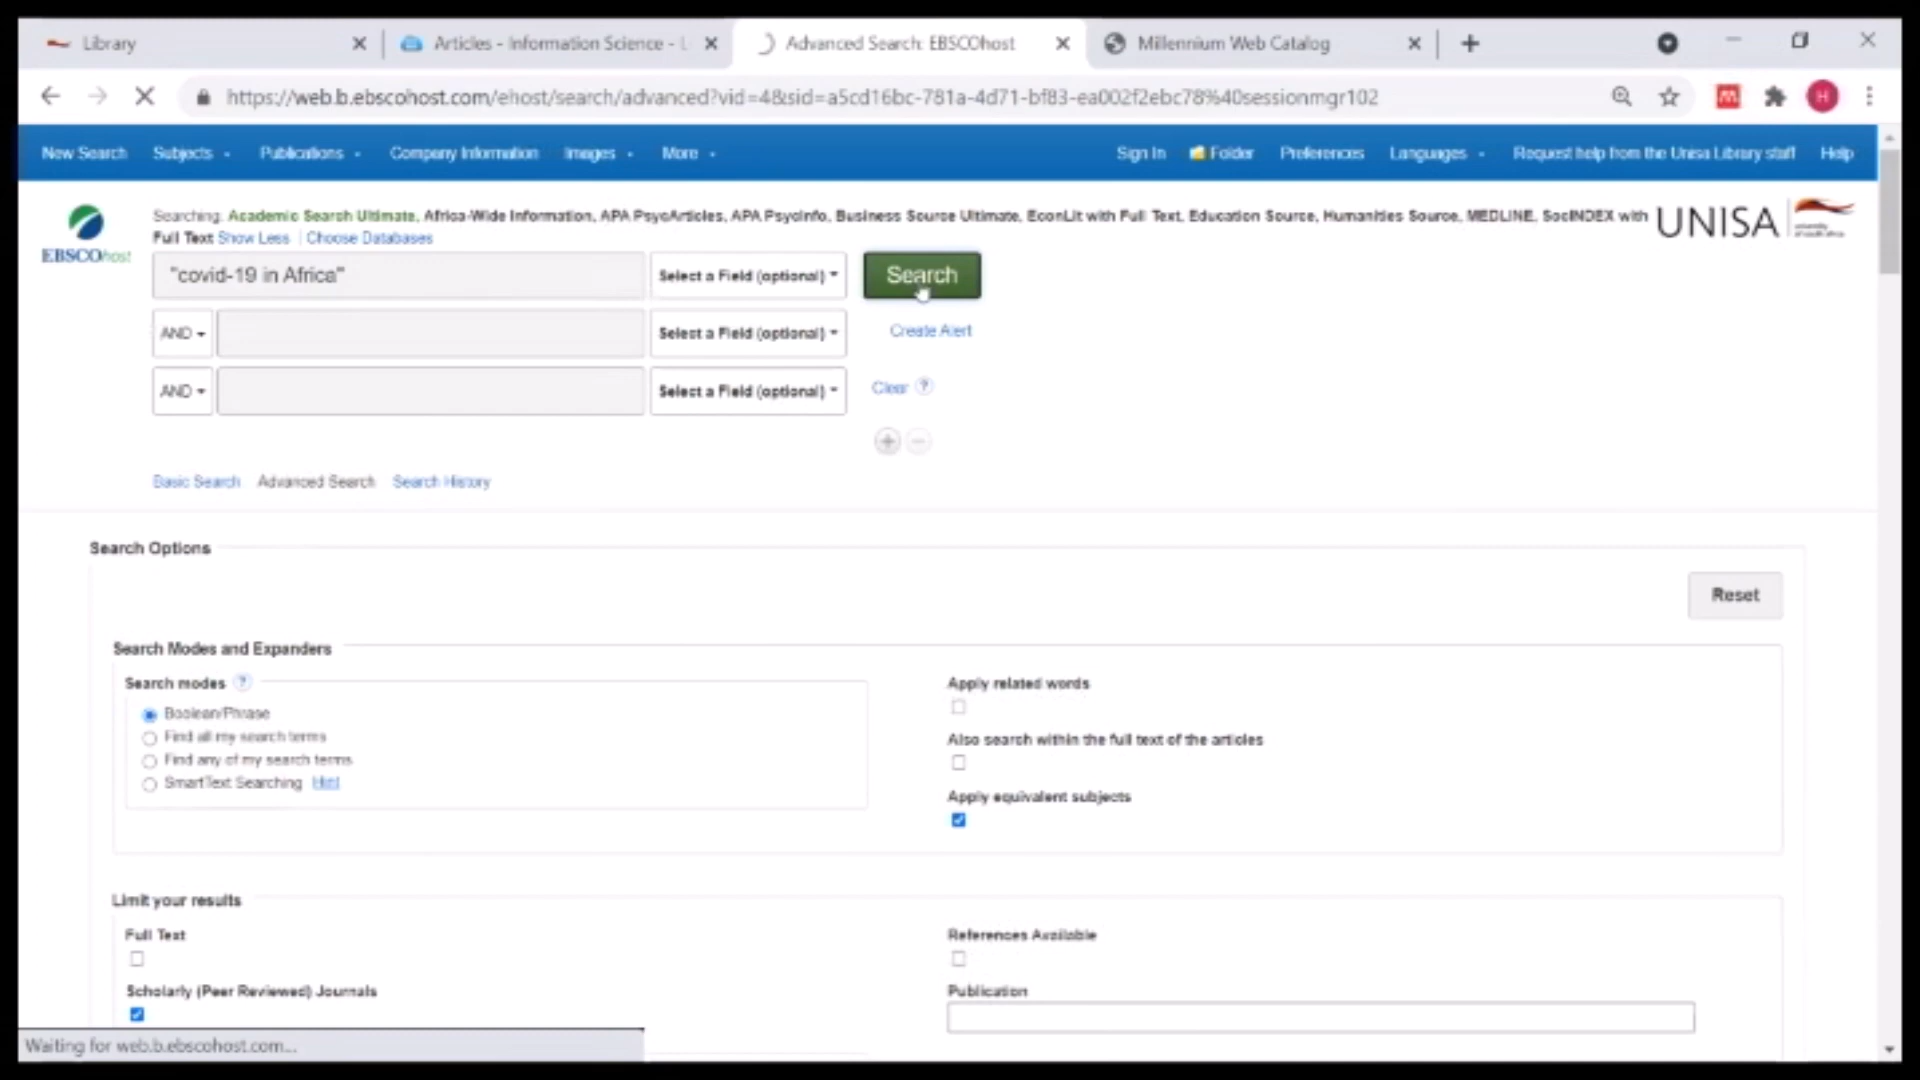 Library
Articles - Information Science - L
Advanced Search: EBSCOhost
Millennium Web Catalog
https://web.b.ebscohost.com/ehost/search/advanced?vid=4&sid=a5cd16bc-781a-4d71-bf83-ea002f2ebc78%40sessionmgr102
H
New Search Subjects Publications Company Information Images More Sign In Folder Preferences Languages Request help from the Unisa Library staff Help
Searching: Academic Search Ultimate, Africa-Wide Information, APA PsycArticles, APA PsycInfo, Business Source Ultimate, EconLit with Full Text, Education Source, Humanities Source, MEDLINE, SocINDEX with
Full Text Show Less | Choose Databases
EBSCOhost
UNISA
"covid-19 in Africa" Select a Field (optional) Search
AND Select a Field (optional) Create Alert
AND Select a Field (optional) Clear ?
Basic Search Advanced Search Search History
Search Options
Reset
Search Modes and Expanders
Search modes ?
Boolean/Phrase
Find all my search terms
Find any of my search terms
SmartText Searching Hint
Apply related words
Also search within the full text of the articles
Apply equivalent subjects
Limit your results
Full Text
References Available
Scholarly (Peer Reviewed) Journals
Publication
Waiting for web.b.ebscohost.com...